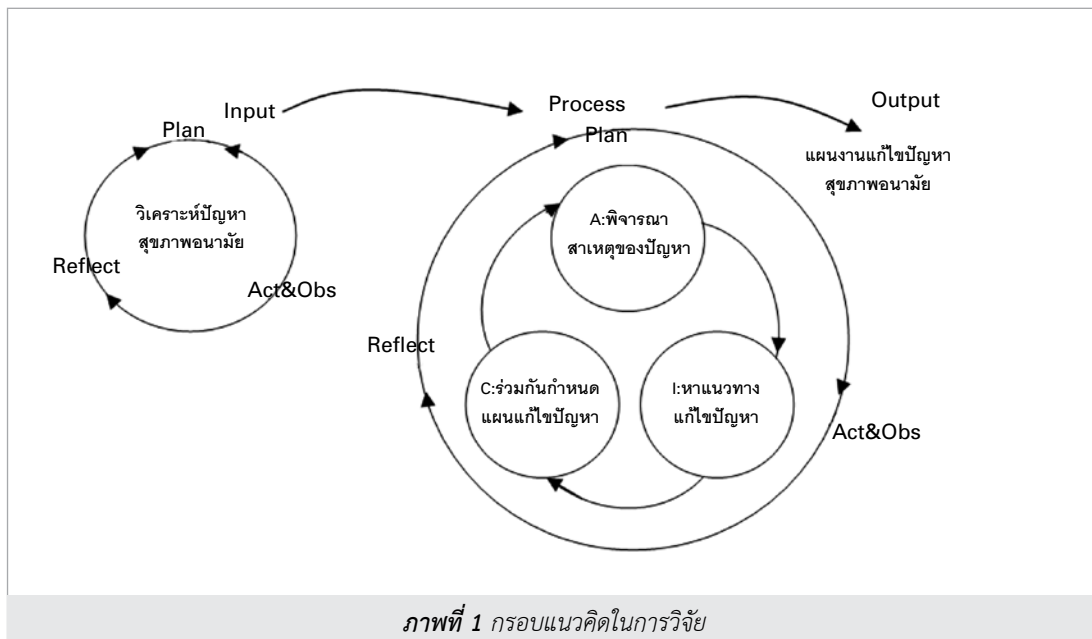 Input
Process
Output
Plan
วิเคราะห์ปัญหา
สุขภาพอนามัย
Reflect
Act&Obs
Plan
A:พิจารณา
สาเหตุของปัญหา
I:หาแนวทาง
แก้ไขปัญหา
C:ร่วมกันกำหนด
แผนแก้ไขปัญหา
Reflect
Act&Obs
แผนงานแก้ไขปัญหา
สุขภาพอนามัย
ภาพที่ 1 กรอบแนวคิดในการวิจัย